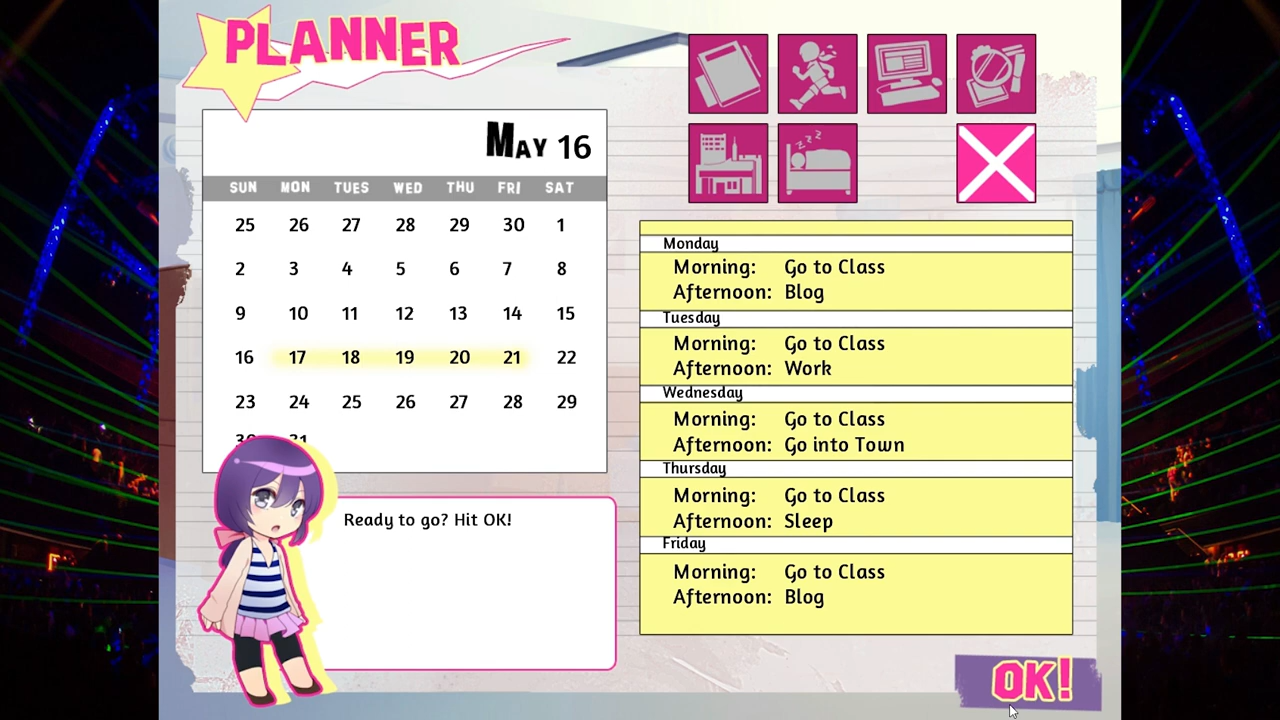 PLANNER
MAY 16
SUN MON TUES WED THU FRI SAT
25 26 27 28 29 30 1
2 3 4 5 6 7 8
9 10 11 12 13 14 15
16 17 18 19 20 21 22
23 24 25 26 27 28 29
30 31
Ready to go? Hit OK!
Monday
Morning: Go to Class
Afternoon: Blog
Tuesday
Morning: Go to Class
Afternoon: Work
Wednesday
Morning: Go to Class
Afternoon: Go into Town
Thursday
Morning: Go to Class
Afternoon: Sleep
Friday
Morning: Go to Class
Afternoon: Blog
OK!